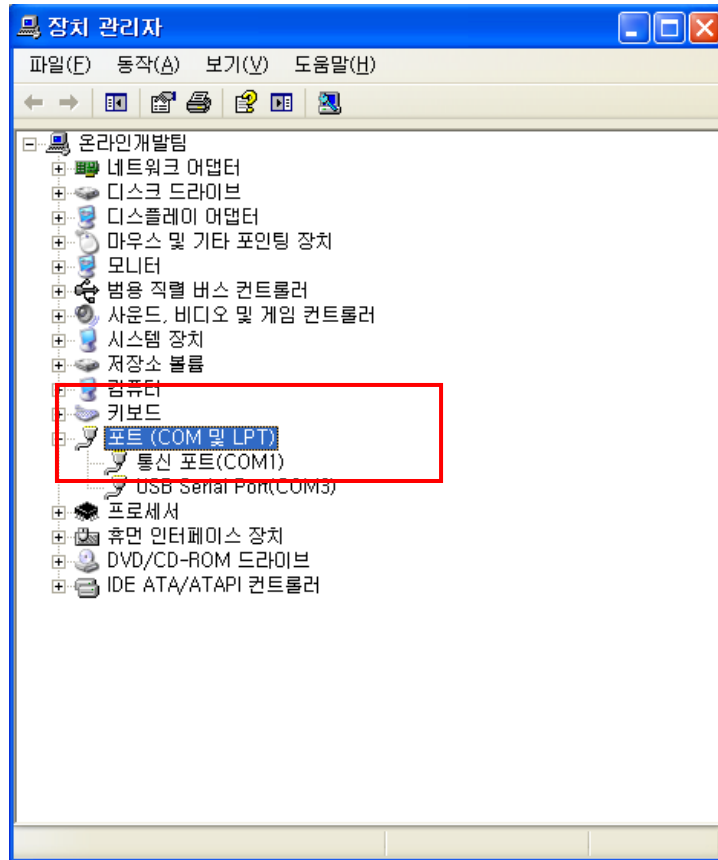 장치 관리자
파일(F) 동작(A) 보기(V) 도움말(H)
온라인개발팀
네트워크 어댑터
디스크 드라이브
디스플레이 어댑터
마우스 및 기타 포인팅 장치
모니터
범용 직렬 버스 컨트롤러
사운드, 비디오 및 게임 컨트롤러
시스템 장치
저장소 볼륨
컴퓨터
키보드
포트 (COM 및 LPT)
통신 포트(COM1)
USB Serial Port(COM3)
프로세서
휴먼 인터페이스 장치
DVD/CD-ROM 드라이브
IDE ATA/ATAPI 컨트롤러